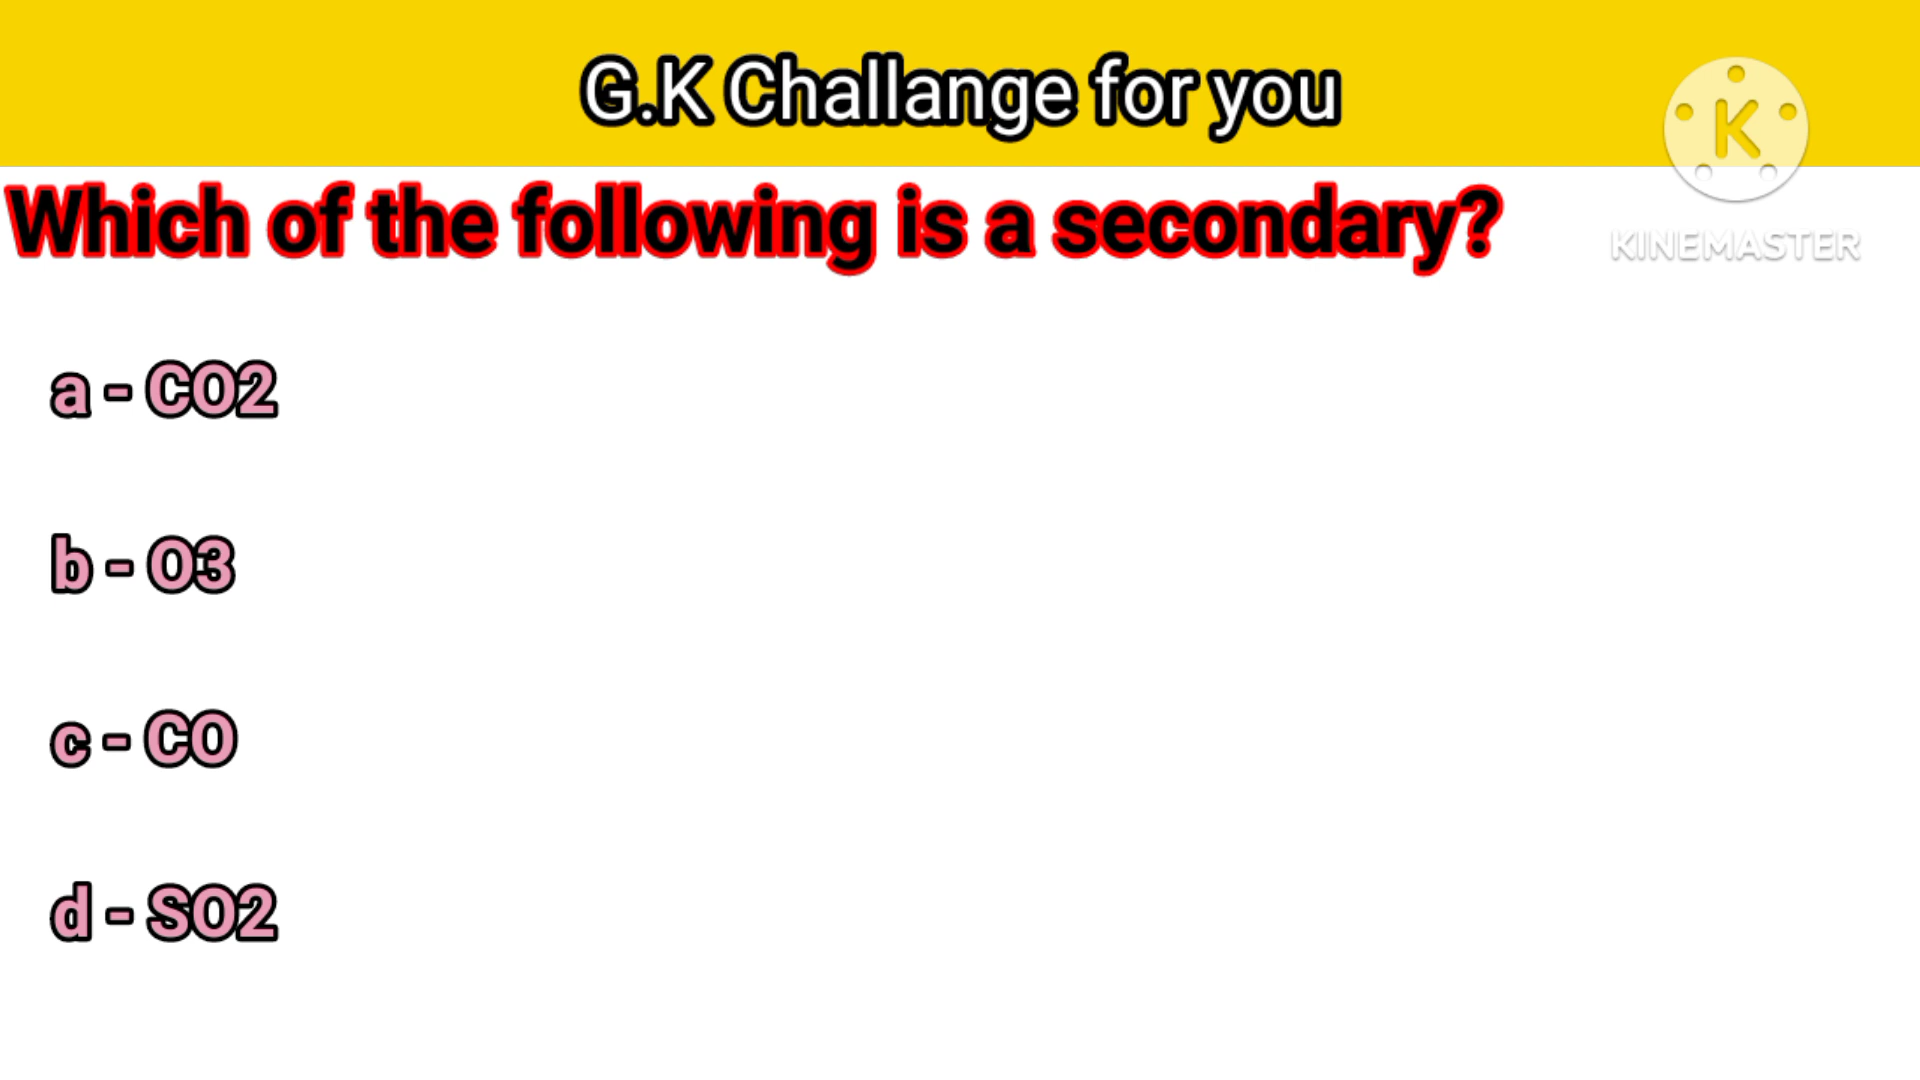 G.K Challange for you
K
KINEMASTER
Which of the following is a secondary?
a - CO2
b - O3
c - CO
d - SO2